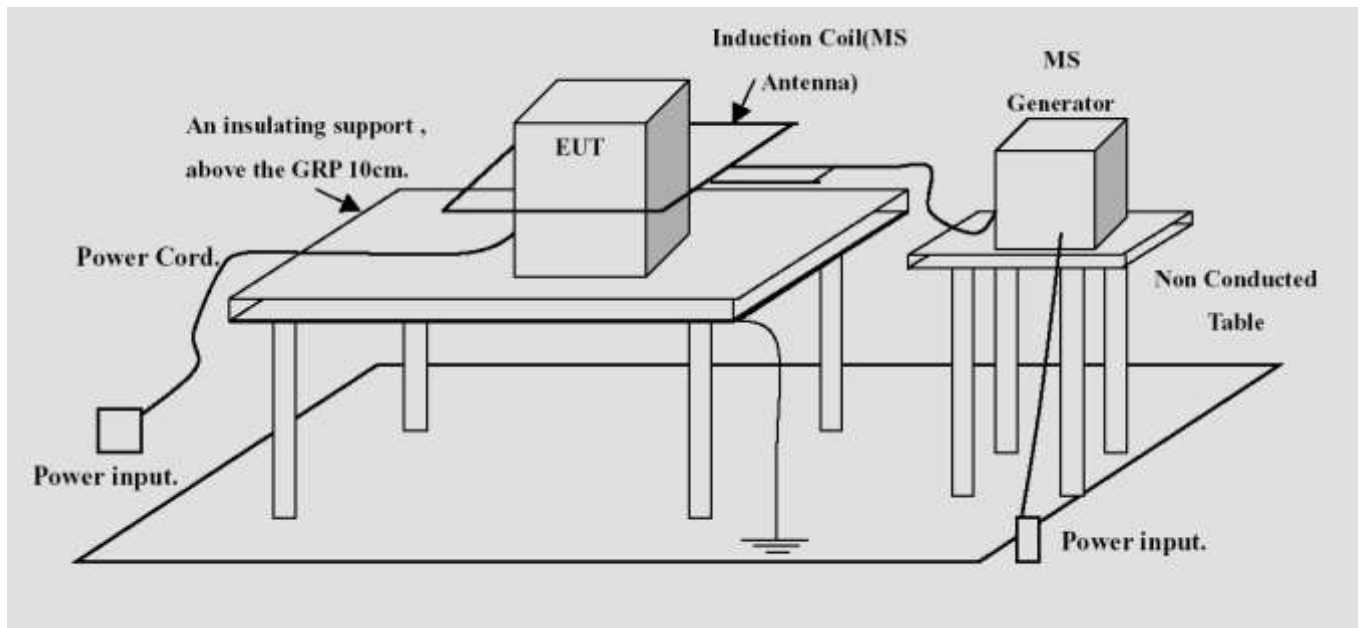 Induction Coil(MS
Antenna)
MS
Generator
An insulating support ,
above the GRP 10cm.
EUT
Power Cord.
Non Conducted
Table
Power input.
Power input.